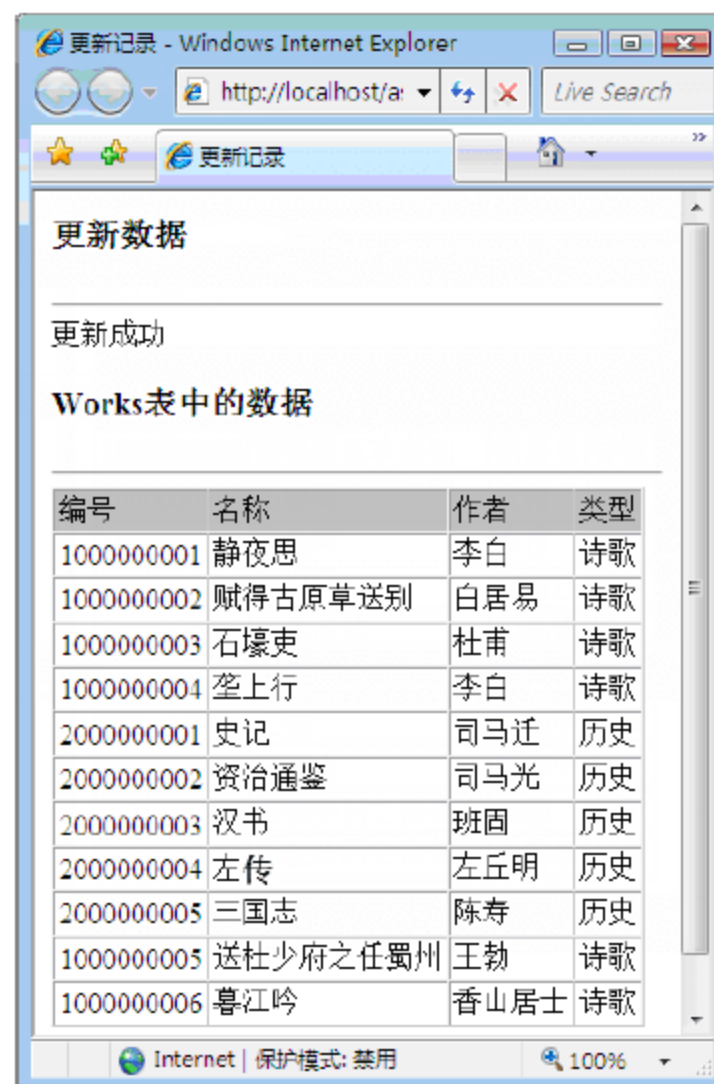 更新记录 - Windows Internet Explorer
http://localhost/a:
Live Search
更新记录
更新数据
更新成功
Works表中的数据
编号 名称 作者 类型
1000000001 静夜思 李白 诗歌
1000000002 赋得古原草送别 白居易 诗歌
1000000003 石壕吏 杜甫 诗歌
1000000004 垄上行 李白 诗歌
2000000001 史记 司马迁 历史
2000000002 资治通鉴 司马光 历史
2000000003 汉书 班固 历史
2000000004 左传 左丘明 历史
2000000005 三国志 陈寿 历史
1000000005 送杜少府之任蜀州 王勃 诗歌
1000000006 暮江吟 香山居士 诗歌
Internet | 保护模式: 禁用 100%